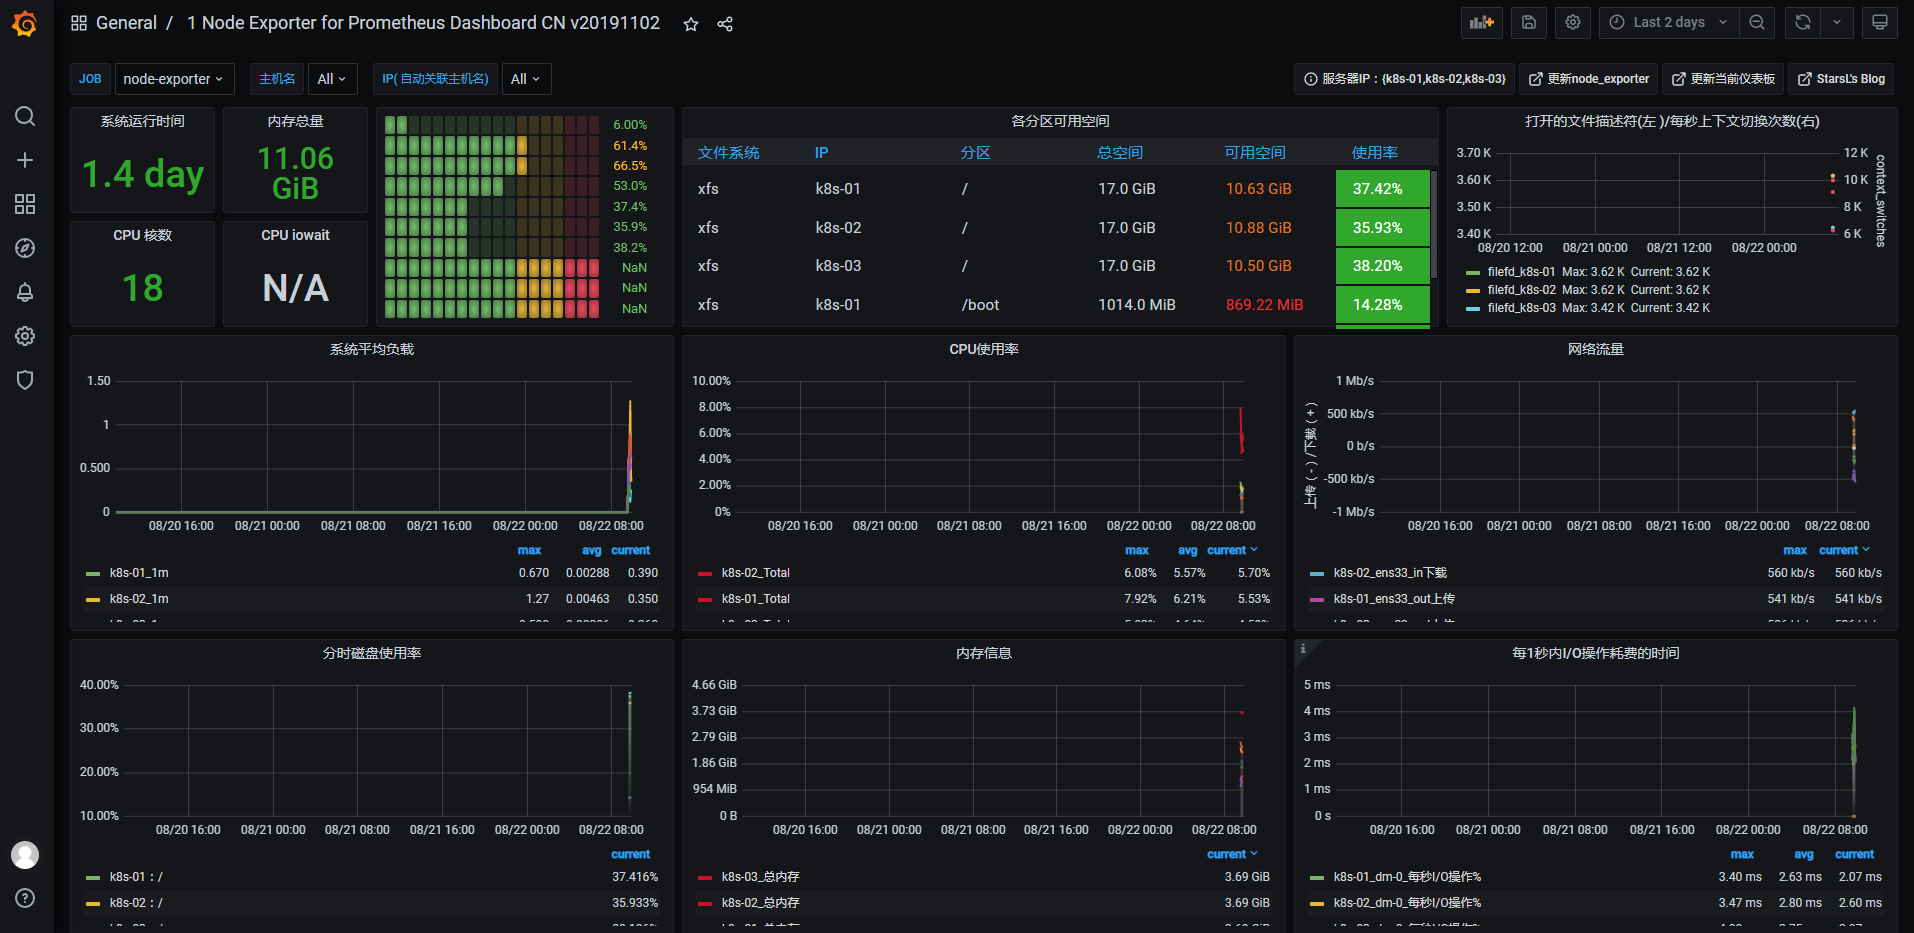 General / 1 Node Exporter for Prometheus Dashboard CN v20191102
Last 2 days
JOB node-exporter 主机名 All IP( 自动关联主机名) All
服务器IP：{k8s-01,k8s-02,k8s-03} 更新node_exporter 更新当前仪表板 StarsL's Blog
系统运行时间
1.4 day
内存总量
11.06
GiB
CPU 核数
18
CPU iowait
N/A
6.00%
61.4%
66.5%
53.0%
37.4%
35.9%
38.2%
NaN
NaN
NaN
各分区可用空间
文件系统 IP 分区 总空间 可用空间 使用率
xfs k8s-01 / 17.0 GiB 10.63 GiB 37.42%
xfs k8s-02 / 17.0 GiB 10.88 GiB 35.93%
xfs k8s-03 / 17.0 GiB 10.50 GiB 38.20%
xfs k8s-01 /boot 1014.0 MiB 869.22 MiB 14.28%
打开的文件描述符(左 )/每秒上下文切换次数(右)
3.70 K 12 K
3.60 K 10 K
3.50 K 8 K
3.40 K 6 K
context_switches
08/20 12:00 08/21 00:00 08/21 12:00 08/22 00:00
filefd_k8s-01 Max: 3.62 K Current: 3.62 K
filefd_k8s-02 Max: 3.62 K Current: 3.62 K
filefd_k8s-03 Max: 3.42 K Current: 3.42 K
系统平均负载
1.50
1
0.500
0
08/20 16:00 08/21 00:00 08/21 08:00 08/21 16:00 08/22 00:00 08/22 08:00
max avg current
k8s-01_1m 0.670 0.00288 0.390
k8s-02_1m 1.27 0.00463 0.350
CPU使用率
10.00%
8.00%
6.00%
4.00%
2.00%
0%
08/20 16:00 08/21 00:00 08/21 08:00 08/21 16:00 08/22 00:00 08/22 08:00
max avg current
k8s-02_Total 6.08% 5.57% 5.70%
k8s-01_Total 7.92% 6.21% 5.53%
网络流量
上传 ( - ) /下载 ( + )
1 Mb/s
500 kb/s
0 b/s
-500 kb/s
-1 Mb/s
08/20 16:00 08/21 00:00 08/21 08:00 08/21 16:00 08/22 00:00 08/22 08:00
max current
k8s-02_ens33_in下载 560 kb/s 560 kb/s
k8s-01_ens33_out上传 541 kb/s 541 kb/s
分时磁盘使用率
40.00%
30.00%
20.00%
10.00%
08/20 16:00 08/21 00:00 08/21 08:00 08/21 16:00 08/22 00:00 08/22 08:00
current
k8s-01：/ 37.416%
k8s-02：/ 35.933%
内存信息
4.66 GiB
3.73 GiB
2.79 GiB
1.86 GiB
954 MiB
0 B
08/20 16:00 08/21 00:00 08/21 08:00 08/21 16:00 08/22 00:00 08/22 08:00
current
k8s-03_总内存 3.69 GiB
k8s-02_总内存 3.69 GiB
每1秒内I/O操作耗费的时间
5 ms
4 ms
3 ms
2 ms
1 ms
0 s
08/20 16:00 08/21 00:00 08/21 08:00 08/21 16:00 08/22 00:00 08/22 08:00
max avg current
k8s-01_dm-0_每秒I/O操作% 3.40 ms 2.63 ms 2.07 ms
k8s-02_dm-0_每秒I/O操作% 3.47 ms 2.80 ms 2.60 ms